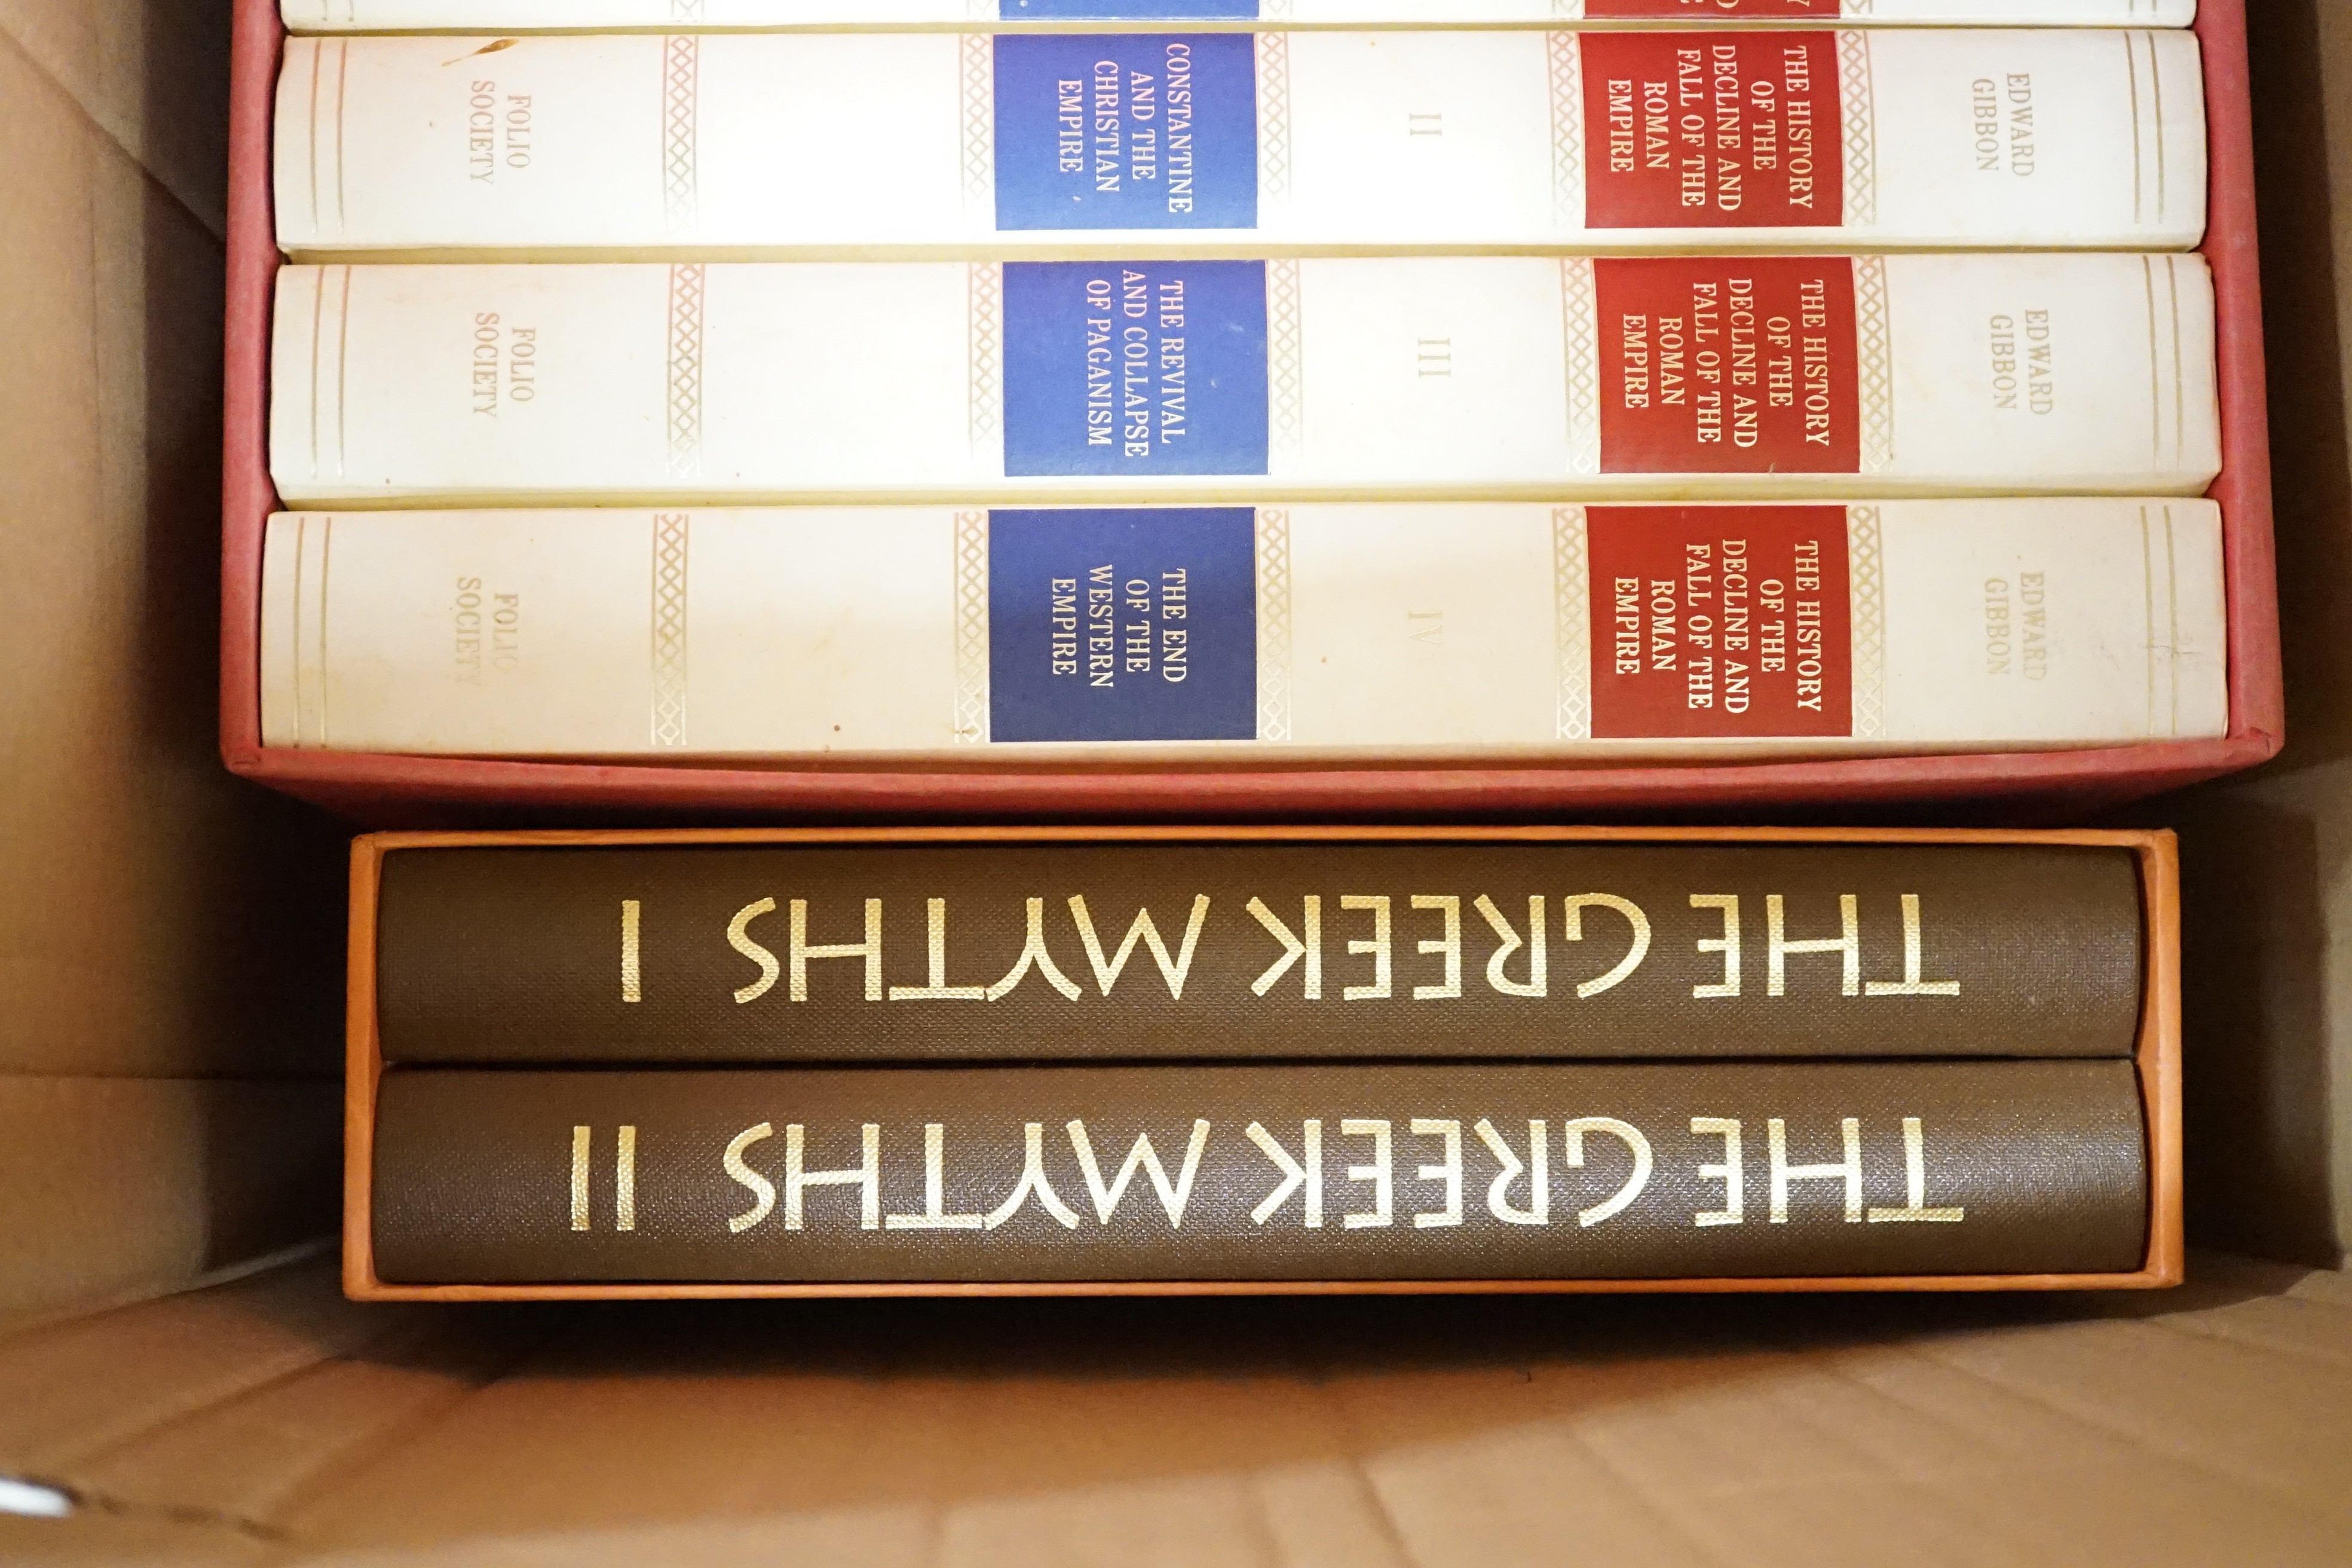 EDWARD
GIBBON
THE HISTORY
OF THE
DECLINE AND
FALL OF THE
ROMAN
EMPIRE
II
CONSTANTINE
AND THE
CHRISTIAN
EMPIRE
FOLIO
SOCIETY
EDWARD
GIBBON
THE HISTORY
OF THE
DECLINE AND
FALL OF THE
ROMAN
EMPIRE
III
THE REVIVAL
AND COLLAPSE
OF PAGANISM
FOLIO
SOCIETY
EDWARD
GIBBON
THE HISTORY
OF THE
DECLINE AND
FALL OF THE
ROMAN
EMPIRE
IV
THE END
OF THE
WESTERN
EMPIRE
FOLIO
SOCIETY
THE GREEK MYTHS I
THE GREEK MYTHS II